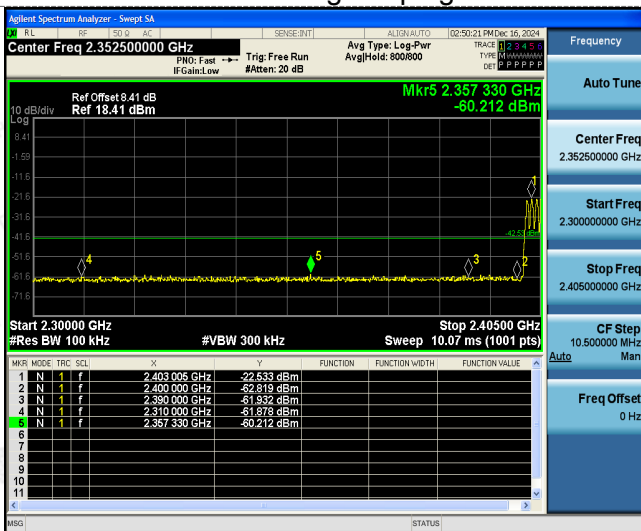 Agilent Spectrum Analyzer - Swept SA
RL RF 50 Ω AC SENSE:INT ALIGN AUTO 02:50:21 PM Dec 16, 2024
Center Freq 2.352500000 GHz
PNO: Fast
IFGain:Low
Trig: Free Run
#Atten: 20 dB
Avg Type: Log-Pwr
Avg|Hold: 800/800
TRACE 1 2 3 4 5 6
TYPE M WWWWW
DET P P P P P P
Ref Offset 8.41 dB
Ref 18.41 dBm
10 dB/div
Log
Mkr5 2.357 330 GHz
-60.212 dBm
8.41
-1.59
-11.6
-21.6
-31.6
-41.6
-51.6
-61.6
-71.6
1
-42.53 dBm
4
5
3
2
Start 2.30000 GHz
Stop 2.40500 GHz
#Res BW 100 kHz
#VBW 300 kHz
Sweep 10.07 ms (1001 pts)
MKR MODE TRC SCL X Y FUNCTION FUNCTION WIDTH FUNCTION VALUE
1 N 1 f 2.403 005 GHz -22.533 dBm
2 N 1 f 2.400 000 GHz -62.819 dBm
3 N 1 f 2.390 000 GHz -61.932 dBm
4 N 1 f 2.310 000 GHz -61.878 dBm
5 N 1 f 2.357 330 GHz -60.212 dBm
6
7
8
9
10
11
MSG
STATUS
Frequency
Auto Tune
Center Freq
2.352500000 GHz
Start Freq
2.300000000 GHz
Stop Freq
2.405000000 GHz
CF Step
10.500000 MHz
Auto Man
Freq Offset
0 Hz